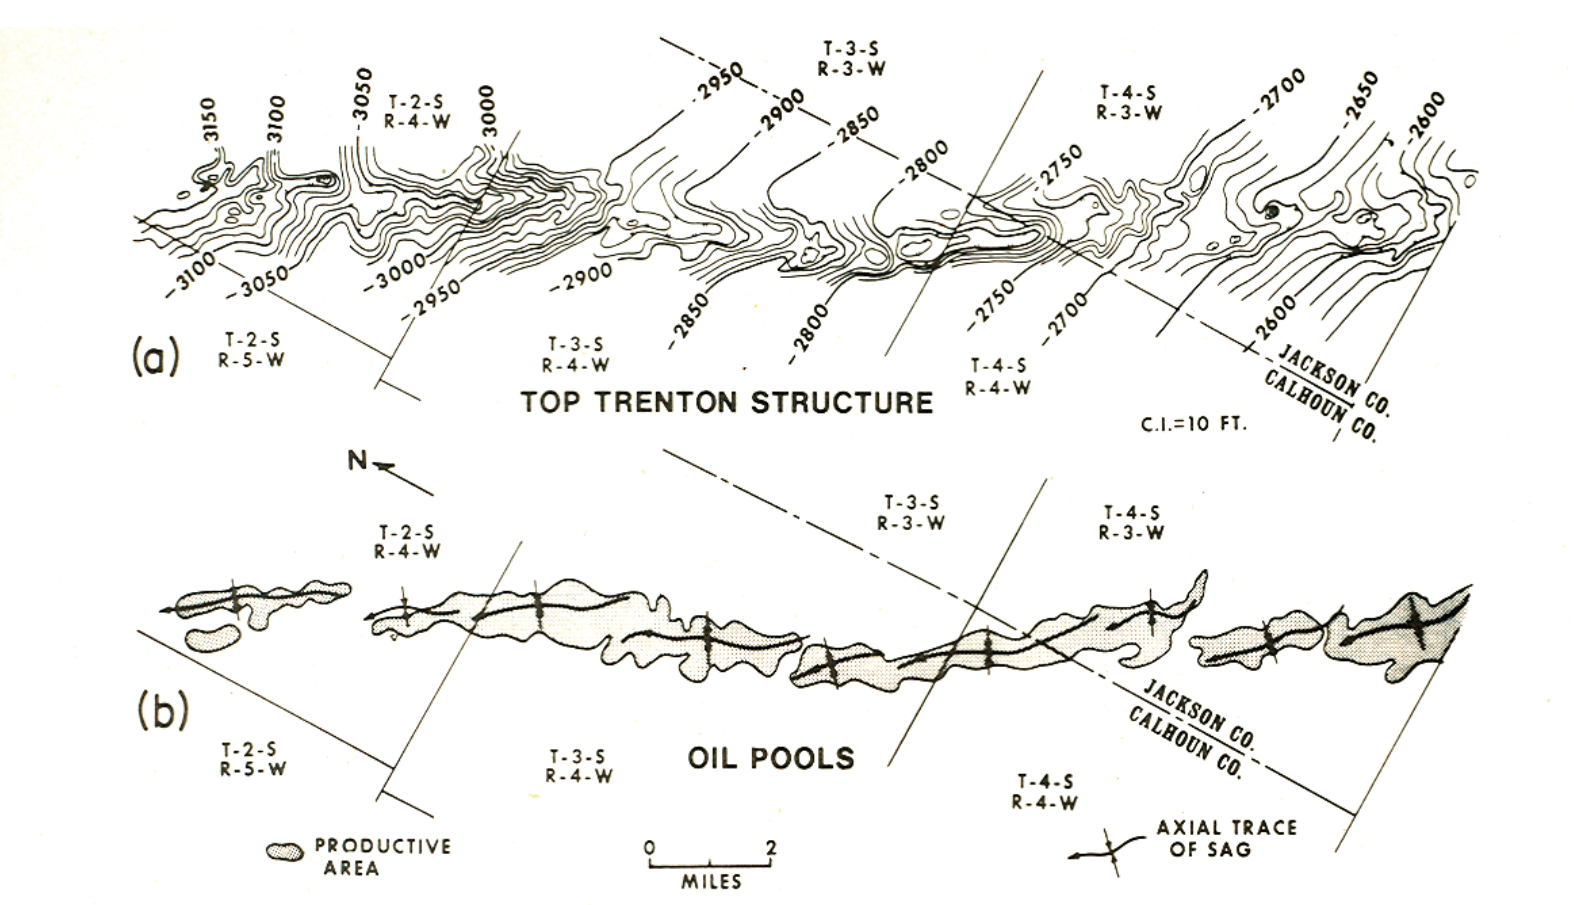 T-3-S
R-3-W
3150
3100
-3050
T-2-S
R-4-W
3000
-2950
-2900
-2850
-2800
2750
T-4-S
R-3-W
-2700
-2650
-2600
-3100
-3050
-3000
-2950
-2900
-2850
-2800
-2750
-2700
2600
(a)
T-2-S
R-5-W
T-3-S
R-4-W
T-4-S
R-4-W
JACKSON CO.
CALHOUN CO.
TOP TRENTON STRUCTURE
C.I.=10 FT.
N
T-3-S
R-3-W
T-4-S
R-3-W
T-2-S
R-4-W
(b)
JACKSON CO.
CALHOUN CO.
T-2-S
R-5-W
T-3-S
R-4-W
OIL POOLS
T-4-S
R-4-W
PRODUCTIVE
AREA
0 2
MILES
AXIAL TRACE
OF SAG